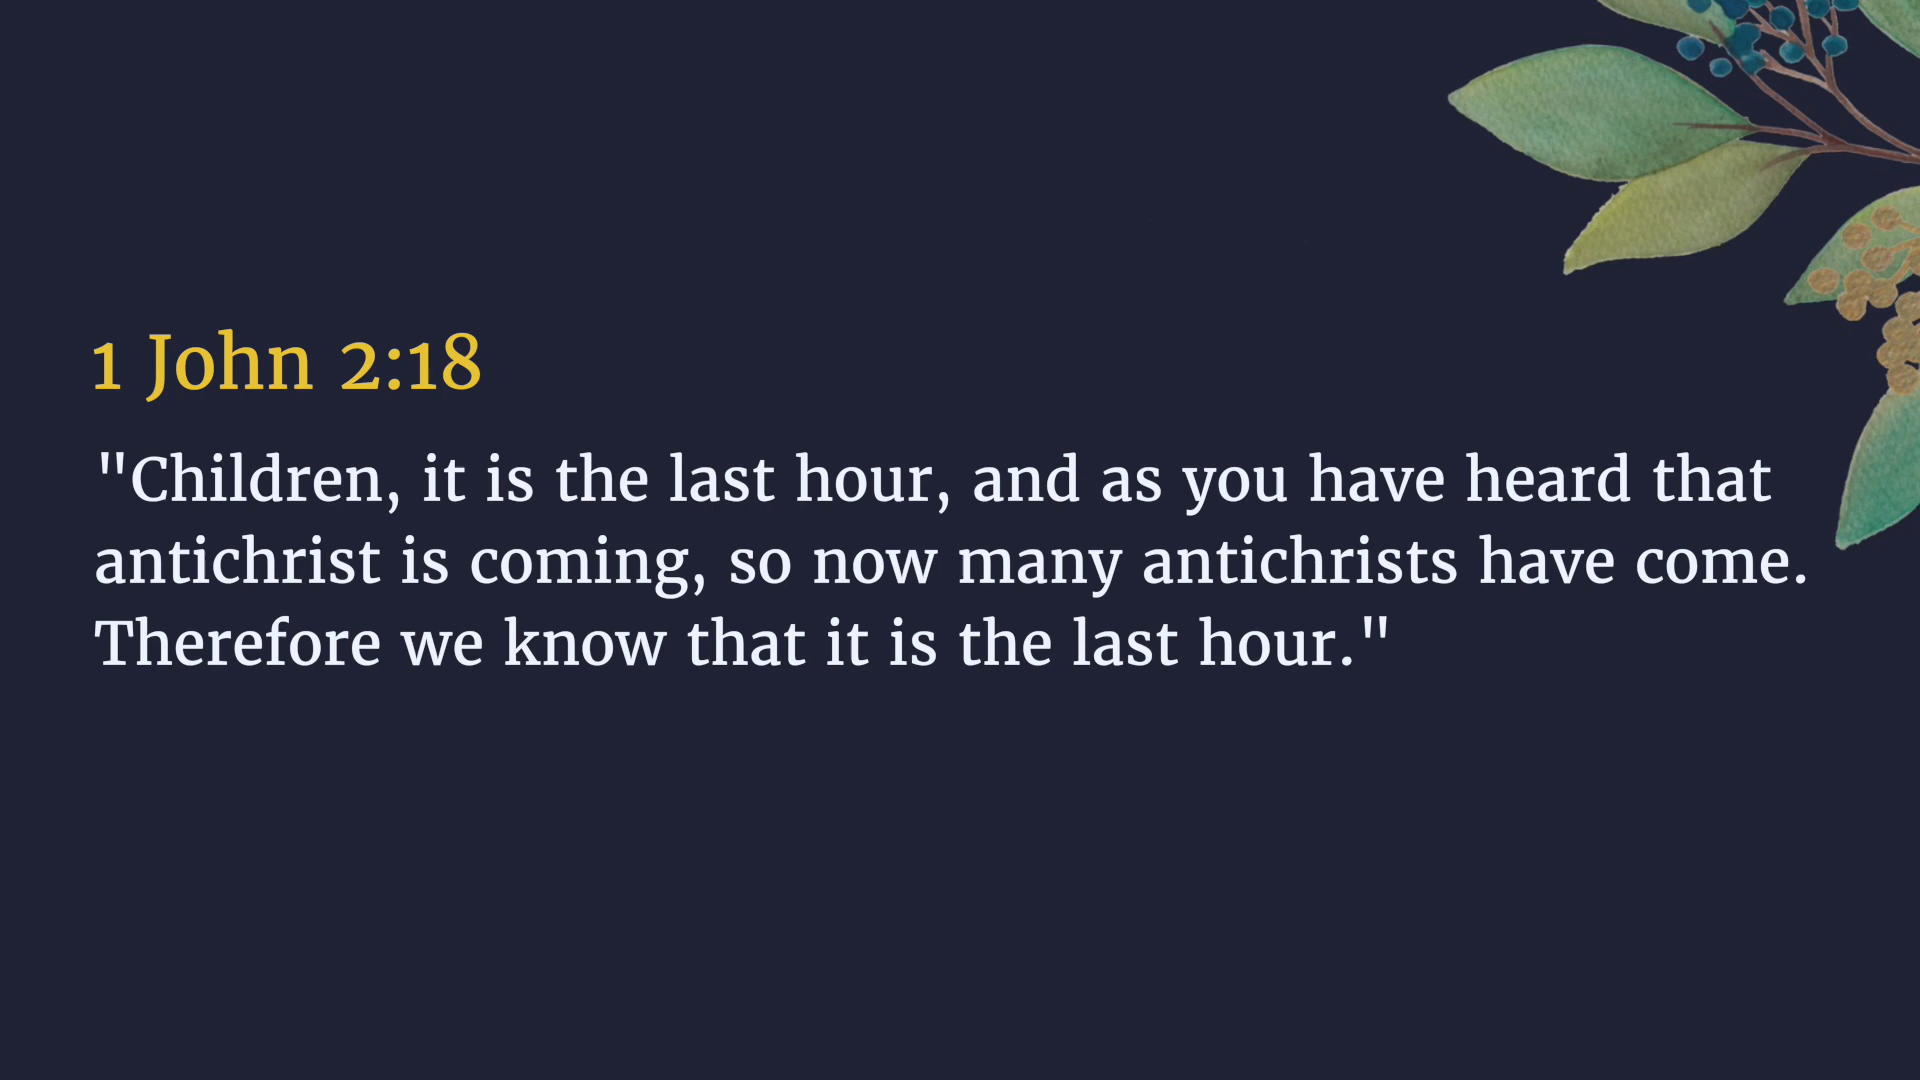 1 John 2:18
"Children, it is the last hour, and as you have heard that
antichrist is coming, so now many antichrists have come.
Therefore we know that it is the last hour."